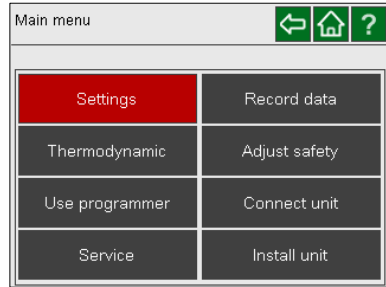 Main menu
?
Settings
Record data
Thermodynamic
Adjust safety
Use programmer
Connect unit
Service
Install unit